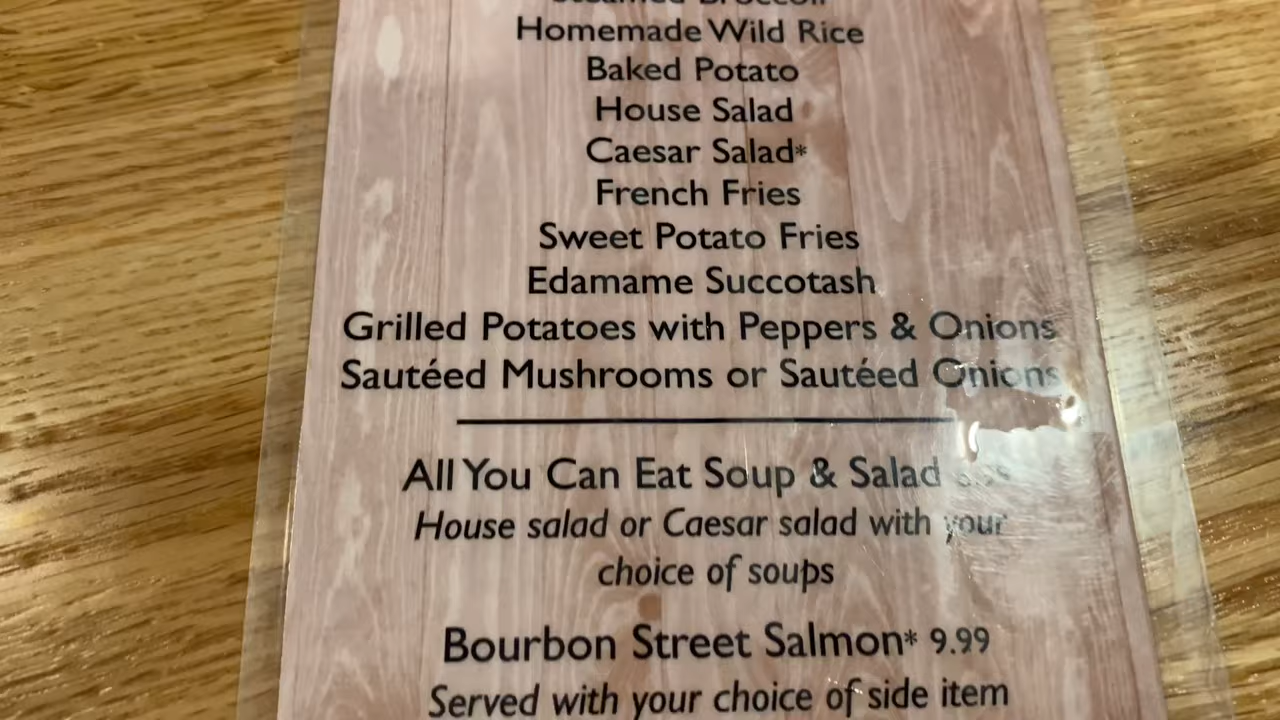 Steamed Broccoli
Homemade Wild Rice
Baked Potato
House Salad
Caesar Salad*
French Fries
Sweet Potato Fries
Edamame Succotash
Grilled Potatoes with Peppers & Onions
Sautéed Mushrooms or Sautéed Onions
All You Can Eat Soup & Salad
House salad or Caesar salad with your
choice of soups
Bourbon Street Salmon* 9.99
Served with your choice of side item